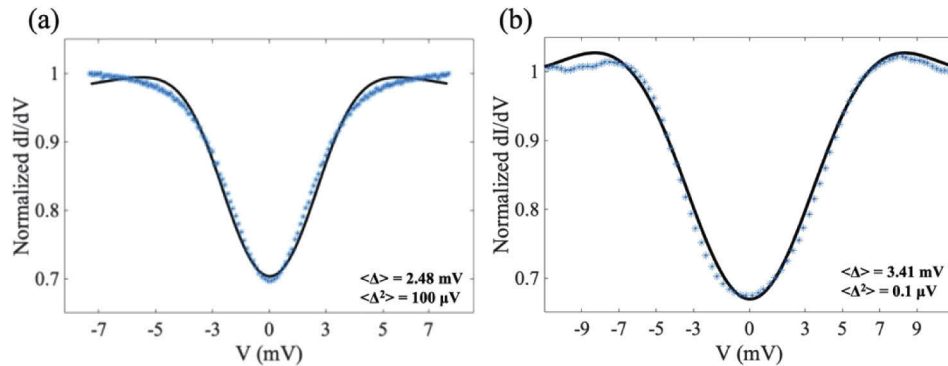 (a)
Normalized dI/dV
1
0.9
0.8
0.7
-7 -5 -3 0 3 5 7
V (mV)
<Δ> = 2.48 mV
<Δ²> = 100 μV
(b)
Normalized dI/dV
1
0.9
0.8
0.7
-9 -7 -5 -3 0 3 5 7 9
V (mV)
<Δ> = 3.41 mV
<Δ²> = 0.1 μV